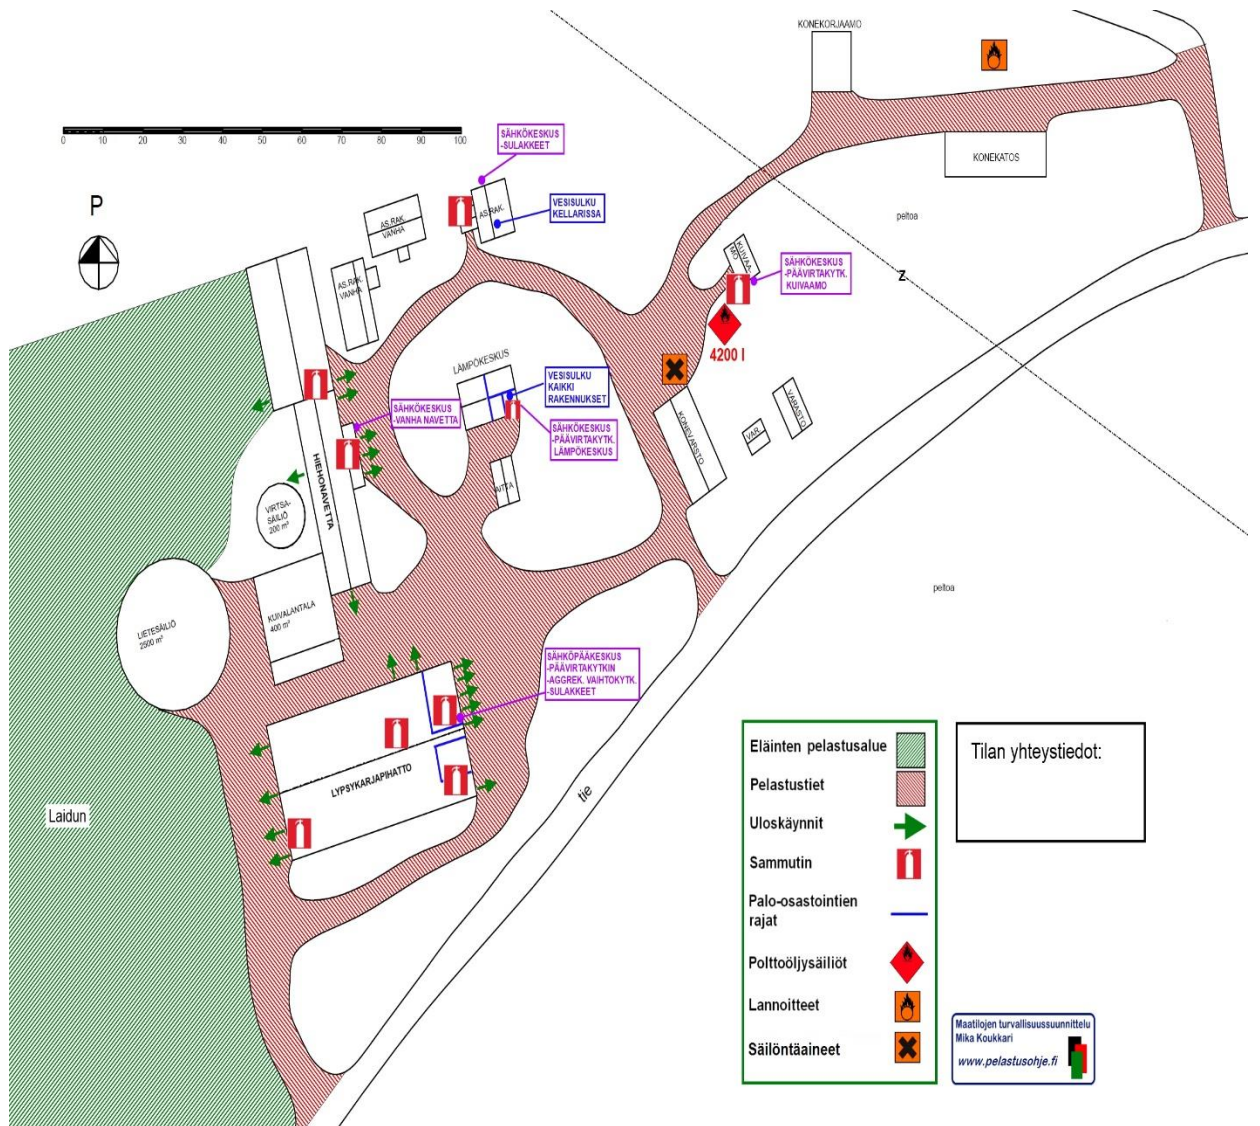 KONEKORJAAMO
0 10 20 30 40 50 60 70 80 90 100
SÄHKÖKESKUS
-SULAKKEET
KONEKATOS
P
AS.RAK.
VESISULKU
KELLARISSA
AS.RAK.
VANHA
peltoa
KUIVAA-
MO
SÄHKÖKESKUS
-PÄÄVIRTAKYTK.
KUIVAAMO
Z
AS.RAK.
VANHA
4200 l
LÄMPÖKESKUS
VESISULKU
KAIKKI
RAKENNUKSET
SÄHKÖKESKUS
-VANHA NAVETTA
SÄHKÖKESKUS
-PÄÄVIRTAKYTK.
LÄMPÖKESKUS
KONEVARSTO
VAR.
VARASTO
HIEHONAVETTA
AITTA
VIRTSA-
SÄILIÖ
200 m³
peltoa
KUIVALANTALA
400 m³
LIETESÄILIÖ
2500 m³
SÄHKÖPÄÄKESKUS
-PÄÄVIRTAKYTKIN
-AGGREK. VAIHTOKYTK.
-SULAKKEET
LYPSYKARJAPIHATTO
tie
Laidun
Eläinten pelastusalue
Pelastustiet
Uloskäynnit
Sammutin
Palo-osastointien
rajat
Polttoöljysäiliöt
Lannoitteet
Säilöntäaineet
Tilan yhteystiedot:
Maatilojen turvallisuussuunnittelu
Mika Koukkari
www.pelastusohje.fi